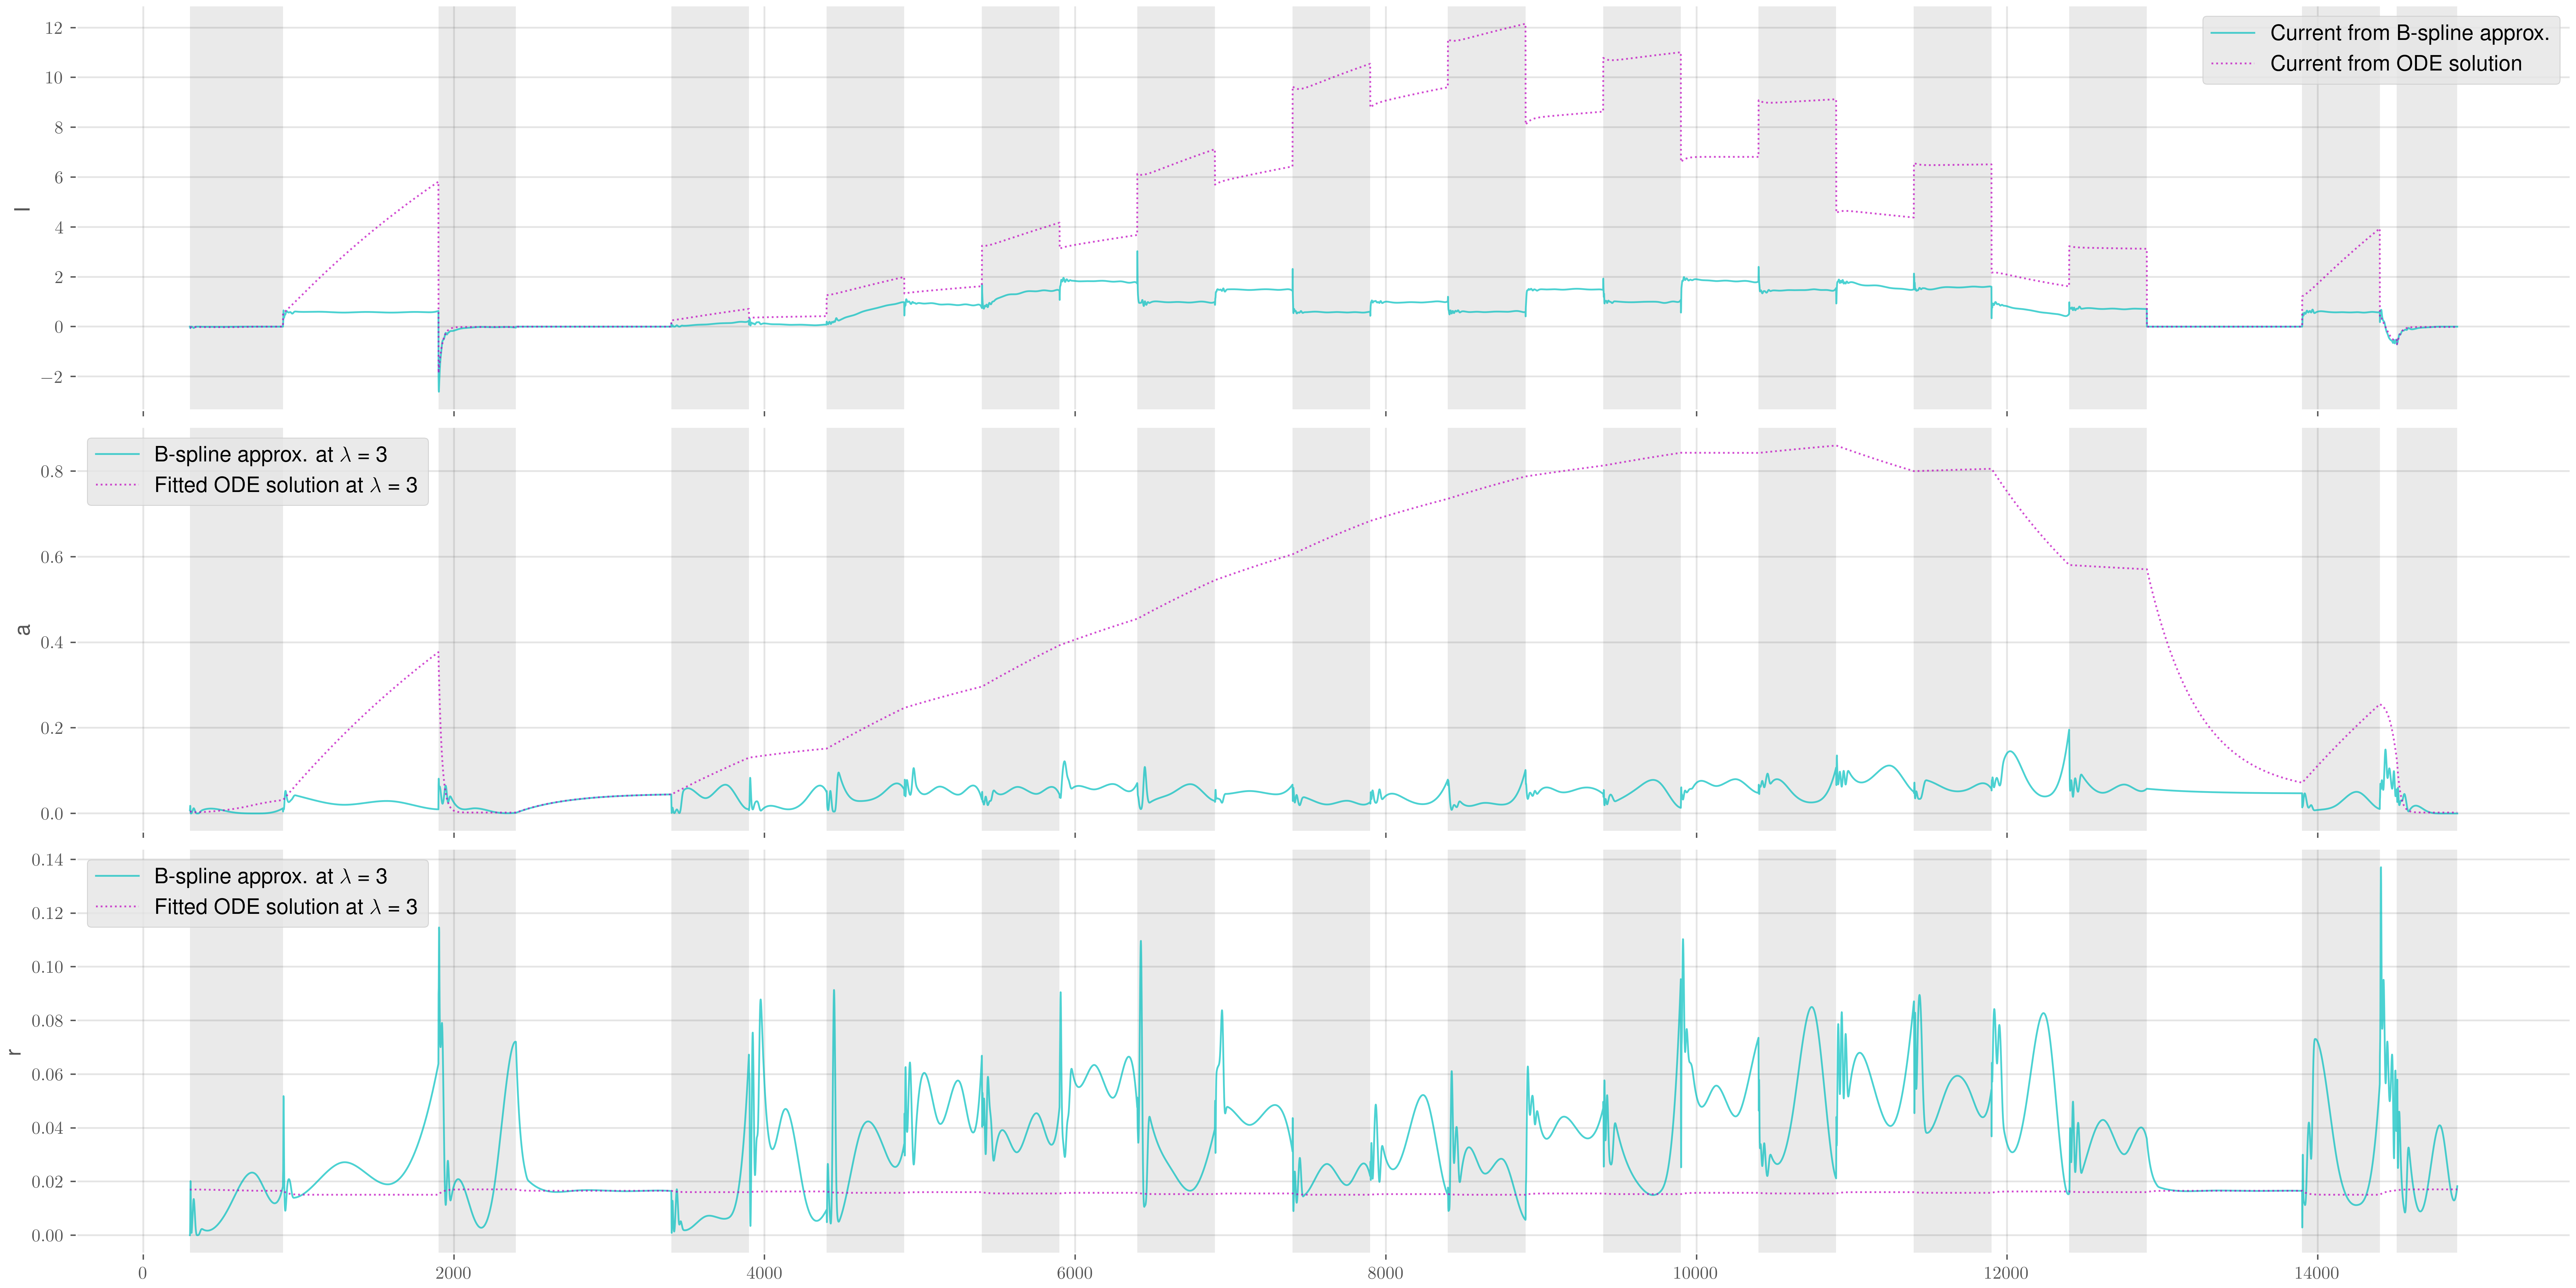 12
10
8
6
4
2
0
−2
I
Current from B-spline approx.
Current from ODE solution
0.8
0.6
0.4
0.2
0.0
a
B-spline approx. at λ = 3
Fitted ODE solution at λ = 3
0.14
0.12
0.10
0.08
0.06
0.04
0.02
0.00
r
B-spline approx. at λ = 3
Fitted ODE solution at λ = 3
0 2000 4000 6000 8000 10000 12000 14000